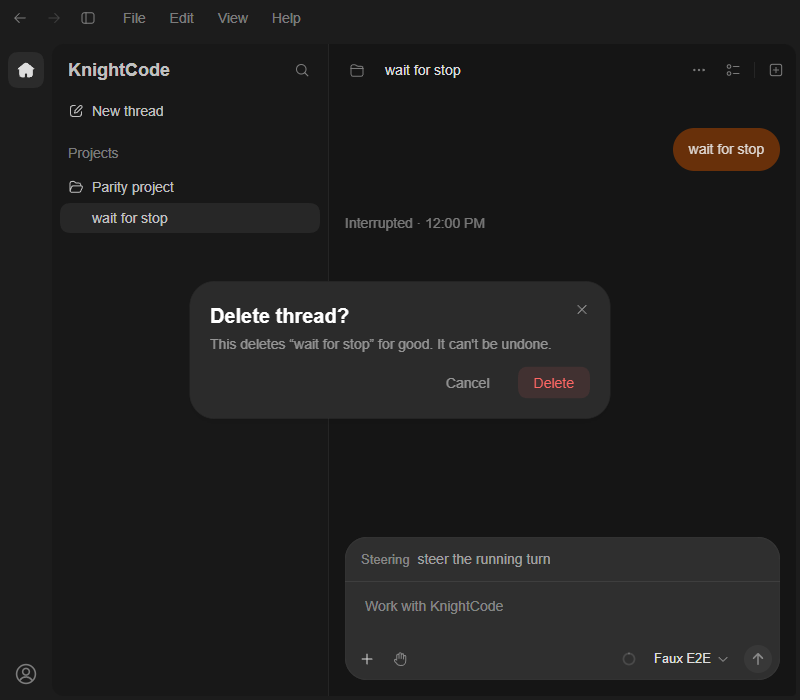 File Edit View Help
KnightCode
New thread
Projects
Parity project
wait for stop
wait for stop
wait for stop
Interrupted · 12:00 PM
Delete thread?
This deletes “wait for stop” for good. It can't be undone.
Cancel Delete
Steering steer the running turn
Work with KnightCode
Faux E2E